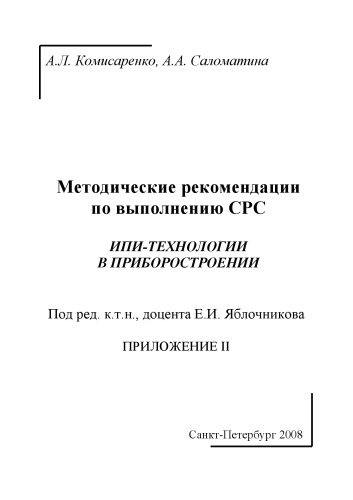 А.Л. Комисаренко, А.А. Саломатина
Методические рекомендации
по выполнению СРС
ИПИ-ТЕХНОЛОГИИ
В ПРИБОРОСТРОЕНИИ
Под ред. к.т.н., доцента Е.И. Яблочникова
ПРИЛОЖЕНИЕ II
Санкт-Петербург 2008